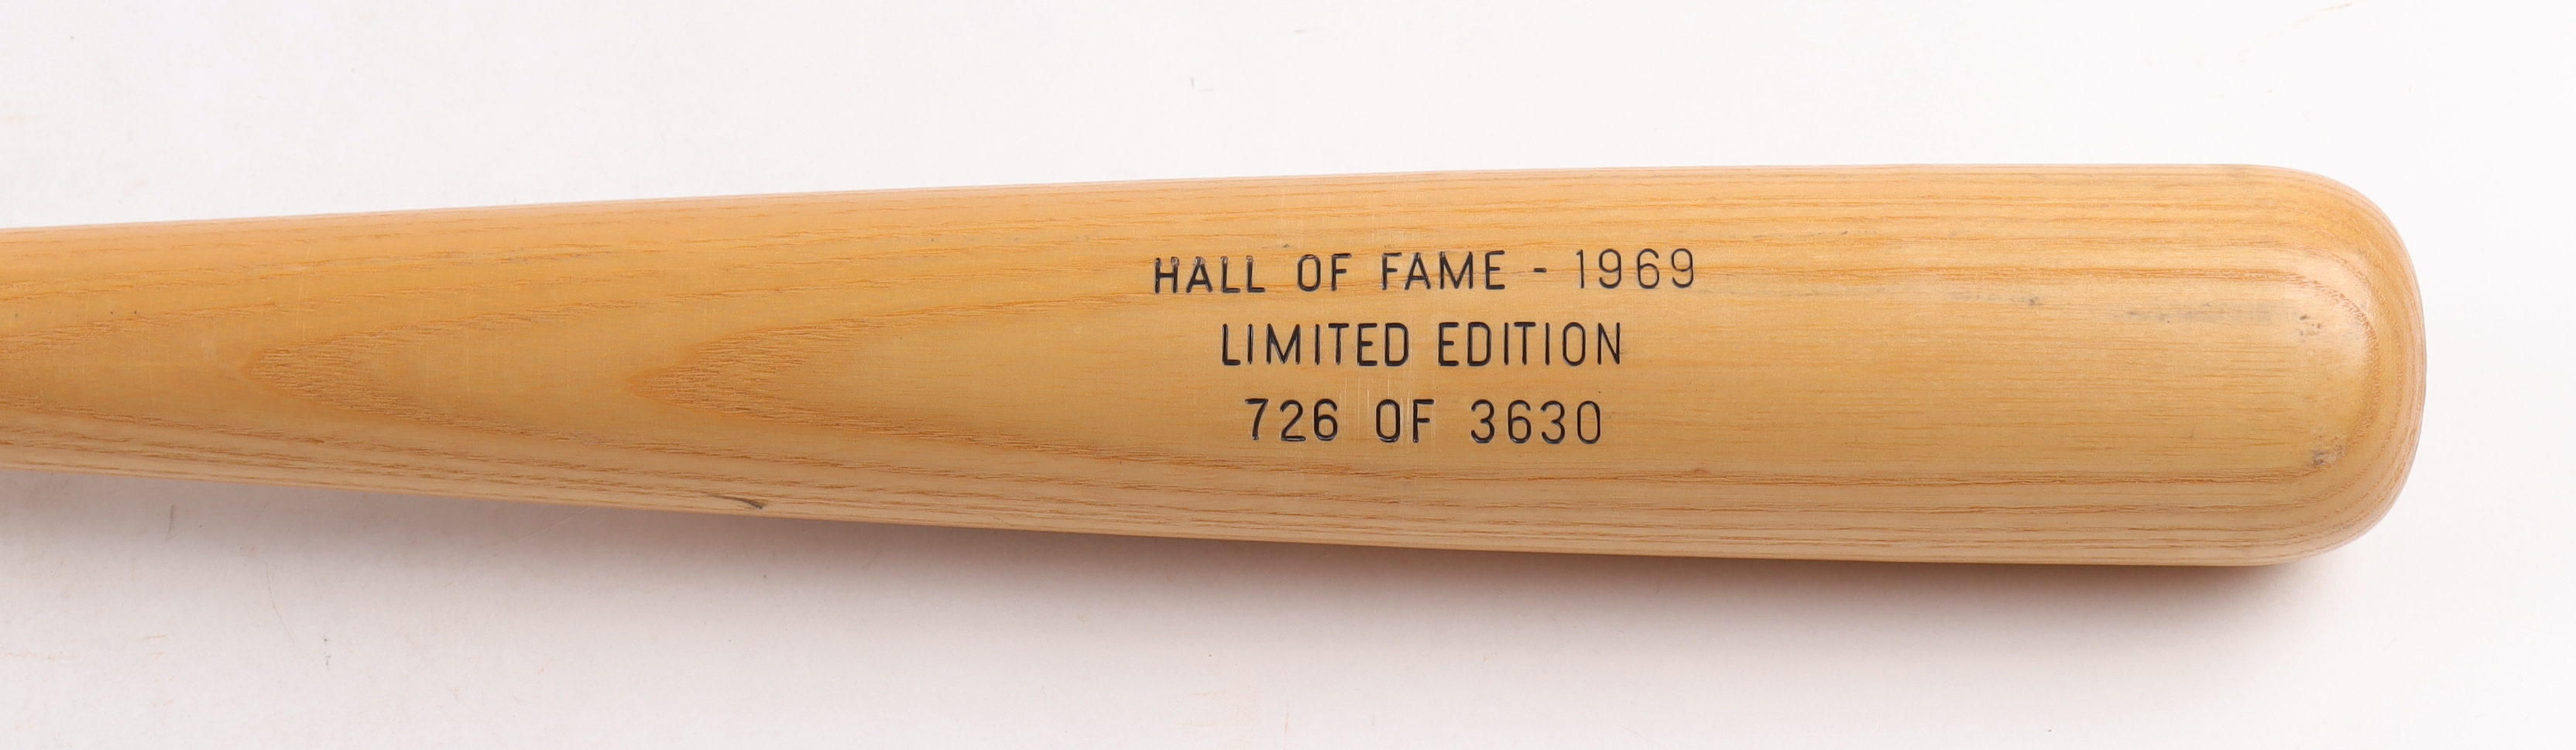 HALL OF FAME - 1969
LIMITED EDITION
726 OF 3630